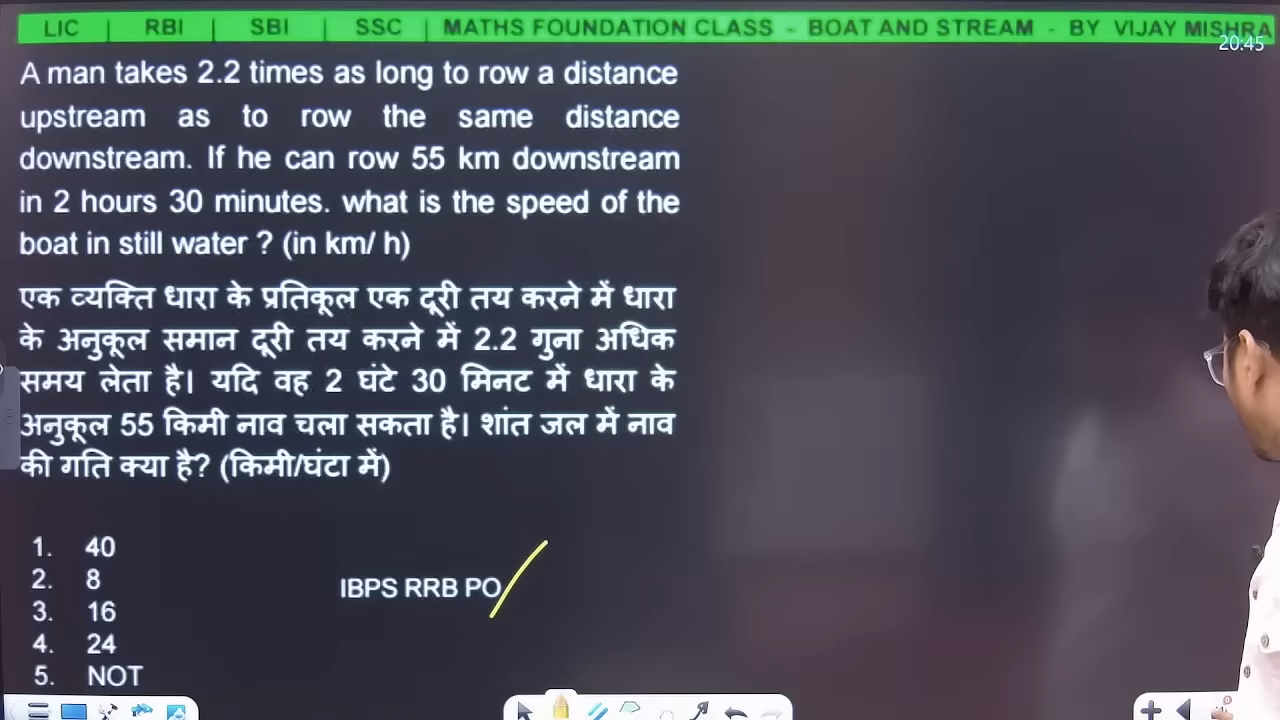 LIC | RBI | SBI | SSC | MATHS FOUNDATION CLASS - BOAT AND STREAM - BY VIJAY MISHRA
20:45
A man takes 2.2 times as long to row a distance
upstream as to row the same distance
downstream. If he can row 55 km downstream
in 2 hours 30 minutes. what is the speed of the
boat in still water ? (in km/ h)
एक व्यक्ति धारा के प्रतिकूल एक दूरी तय करने में धारा
के अनुकूल समान दूरी तय करने में 2.2 गुना अधिक
समय लेता है। यदि वह 2 घंटे 30 मिनट में धारा के
अनुकूल 55 किमी नाव चला सकता है। शांत जल में नाव
की गति क्या है? (किमी/घंटा में)
1. 40
2. 8
3. 16
4. 24
5. NOT
IBPS RRB PO